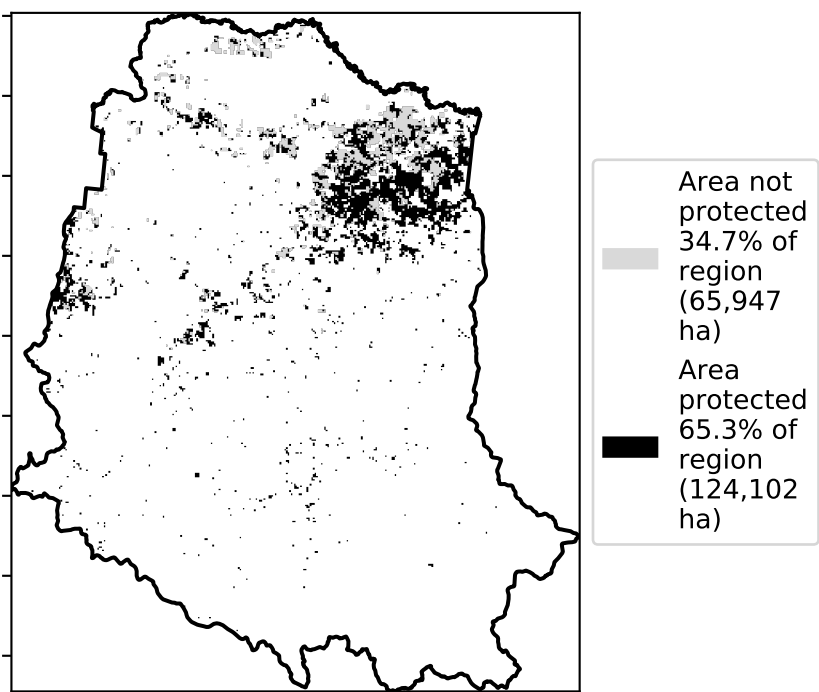 Area not
protected
34.7% of
region
(65,947
ha)
Area
protected
65.3% of
region
(124,102
ha)